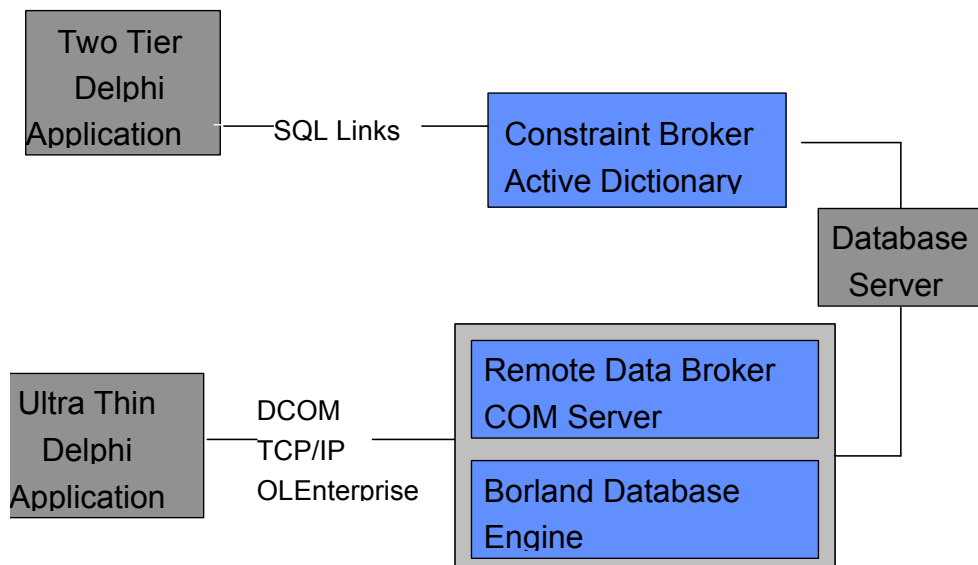 Two Tier
Delphi
Application
SQL Links
Constraint Broker
Active Dictionary
Database
Server
Ultra Thin
Delphi
Application
DCOM
TCP/IP
OLEnterprise
Remote Data Broker
COM Server
Borland Database
Engine